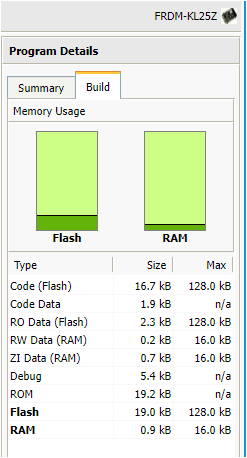 FRDM-KL25Z
Program Details
Summary Build
Memory Usage
Flash RAM
Type Size Max
Code (Flash) 16.7 kB 128.0 kB
Code Data 1.9 kB n/a
RO Data (Flash) 2.3 kB 128.0 kB
RW Data (RAM) 0.2 kB 16.0 kB
ZI Data (RAM) 0.7 kB 16.0 kB
Debug 5.4 kB n/a
ROM 19.2 kB n/a
Flash 19.0 kB 128.0 kB
RAM 0.9 kB 16.0 kB